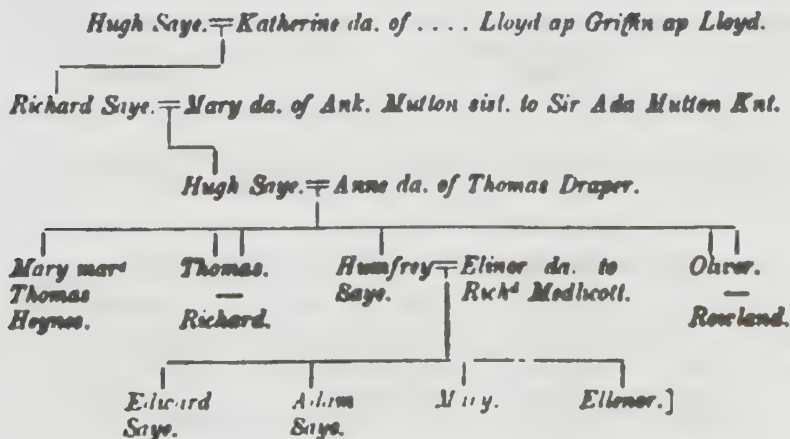 Hugh Saye. = Katherine da. of .... Lloyd ap Griffin ap Lloyd.
Richard Saye. = Mary da. of Ank. Mutton sist. to Sir Ada Mutton Knt.
Hugh Saye. = Anne da. of Thomas Draper.
Mary mar^d Thomas. Humfrey = Elinor da. to Oliver.
Thomas — Saye. Rich^d Medlicott. —
Heynes. Richard. Rowland.
Edward Adam Mary. Ellenor.]
Saye. Saye.